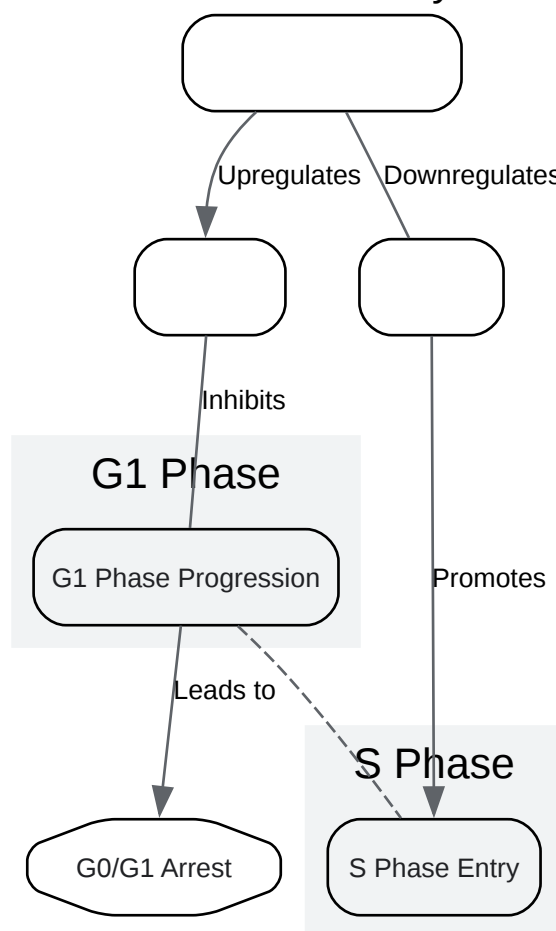 Upregulates
Downregulates
Inhibits
G1 Phase
G1 Phase Progression
Promotes
Leads to
S Phase
G0/G1 Arrest
S Phase Entry